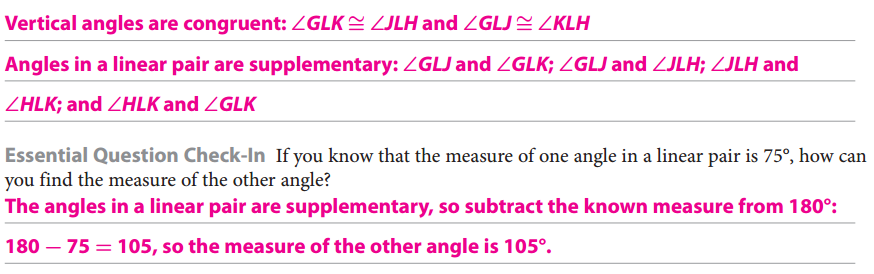 Vertical angles are congruent: ∠GLK ≅ ∠JLH and ∠GLJ ≅ ∠KLH
Angles in a linear pair are supplementary: ∠GLJ and ∠GLK; ∠GLJ and ∠JLH; ∠JLH and
∠HLK; and ∠HLK and ∠GLK
Essential Question Check-In If you know that the measure of one angle in a linear pair is 75°, how can
you find the measure of the other angle?
The angles in a linear pair are supplementary, so subtract the known measure from 180°:
180 − 75 = 105, so the measure of the other angle is 105°.